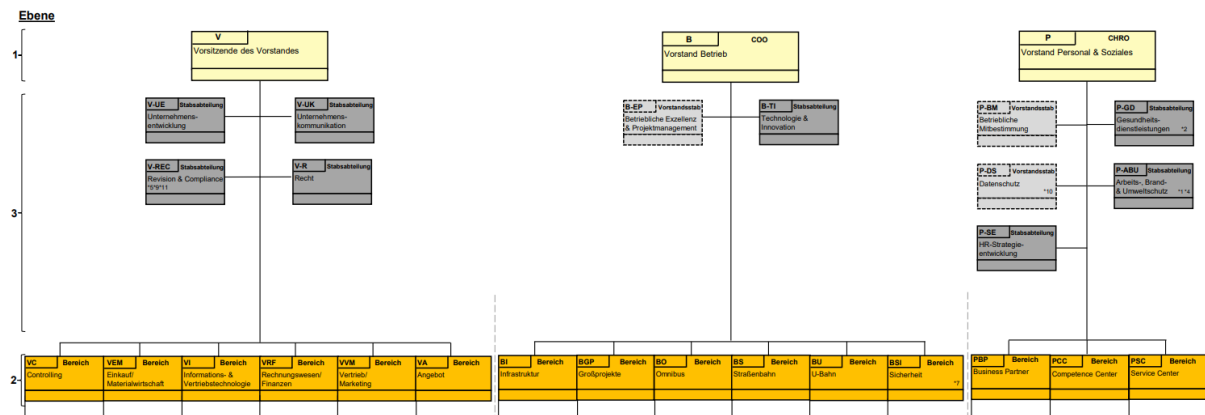 Ebene
1
V
Vorsitzende des Vorstandes
B COO
Vorstand Betrieb
P CHRO
Vorstand Personal & Soziales
3
V-UE Stabsabteilung
Unternehmens-
entwicklung
V-UK Stabsabteilung
Unternehmens
kommunikation
V-REC Stabsabteilung
Revision & Compliance
*5*9*11
V-R Stabsabteilung
Recht
B-EP Vorstandsstab
Betriebliche Exzellenz
& Projektmanagement
B-TI Stabsabteilung
Technologie &
Innovation
P-BM Vorstandsstab
Betriebliche
Mitbestimmung
P-GD Stabsabteilung
Gesundheits-
dienstleistungen *2
P-DS Vorstandsstab
Datenschutz
*10
P-ABU Stabsabteilung
Arbeits-, Brand-
& Umweltschutz *1 *4
P-SE Stabsabteilung
HR-Strategie-
entwicklung
2
VC Bereich
Controlling
VEM Bereich
Einkauf/
Materialwirtschaft
VI Bereich
Informations- &
Vertriebstechnologie
VRF Bereich
Rechnungswesen/
Finanzen
VVM Bereich
Vertrieb/
Marketing
VA Bereich
Angebot
BI Bereich
Infrastruktur
BGP Bereich
Großprojekte
BO Bereich
Omnibus
BS Bereich
Straßenbahn
BU Bereich
U-Bahn
BSI Bereich
Sicherheit
*7
PBP Bereich
Business Partner
PCC Bereich
Competence Center
PSC Bereich
Service Center